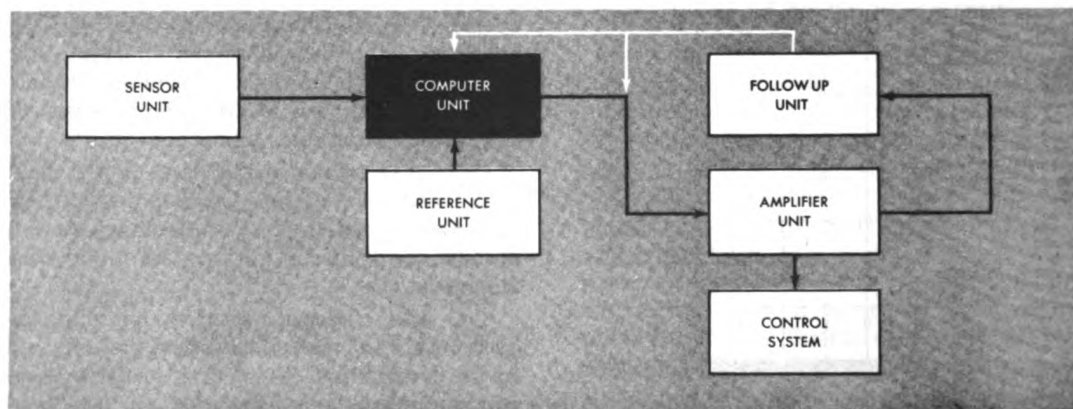 SENSOR
UNIT
COMPUTER
UNIT
FOLLOW UP
UNIT
REFERENCE
UNIT
AMPLIFIER
UNIT
CONTROL
SYSTEM